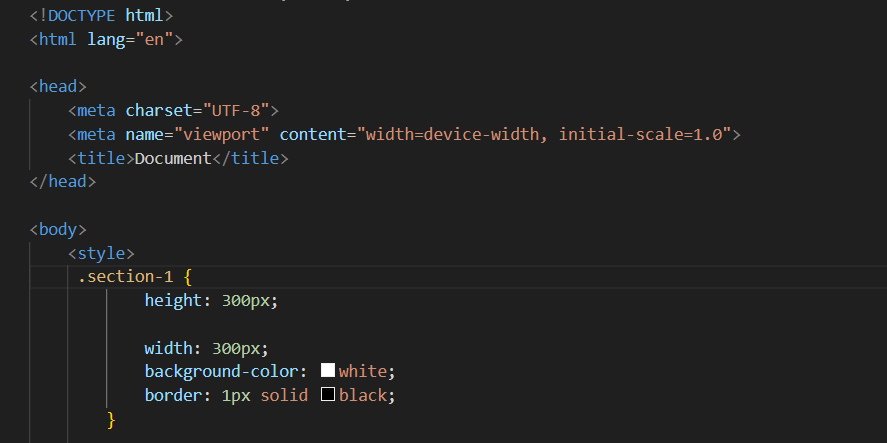 <!DOCTYPE html>
<html lang="en">
<head>
<meta charset="UTF-8">
<meta name="viewport" content="width=device-width, initial-scale=1.0">
<title>Document</title>
</head>
<body>
<style>
.section-1 {
height: 300px;
width: 300px;
background-color: white;
border: 1px solid black;
}